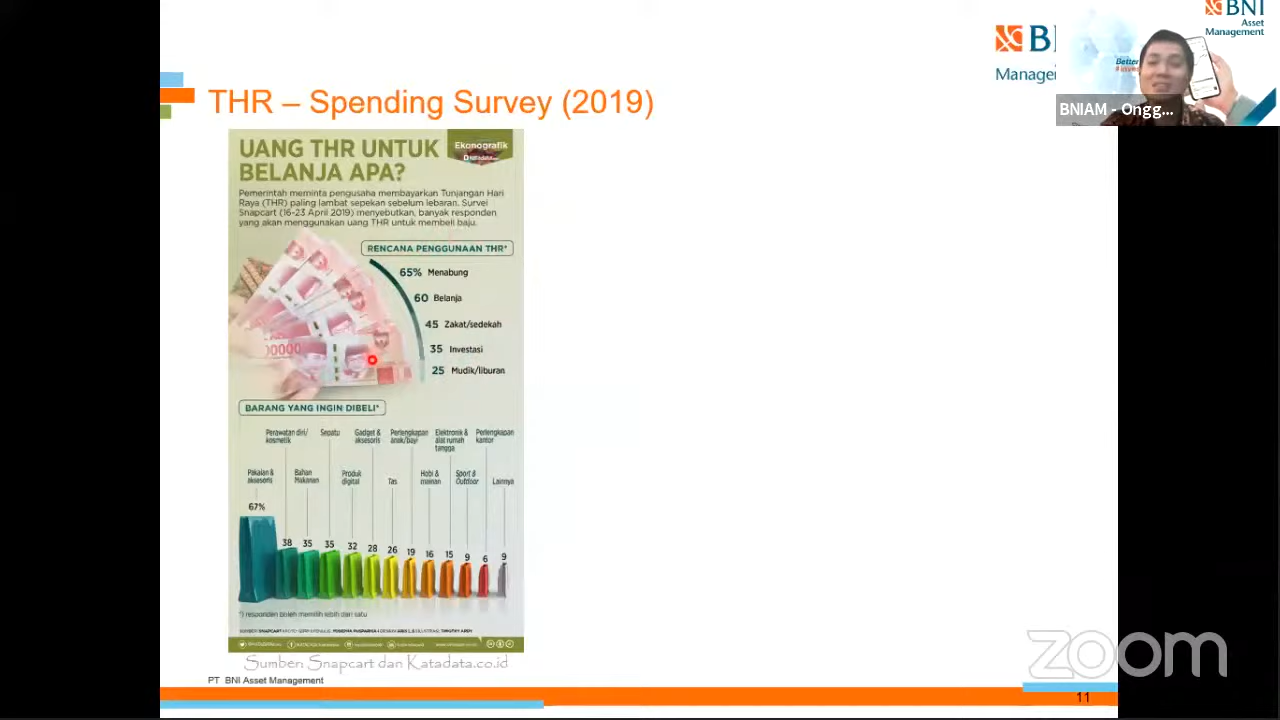 BNI
Asset
Management
BNIAM - Ongg...
THR – Spending Survey (2019)
UANG THR UNTUK
BELANJA APA?
Ekonografik
Pemerintah meminta pengusaha membayarkan Tunjangan Hari
Raya (THR) paling lambat sepekan sebelum lebaran. Survei
Snapcart (16-23 April 2019) menyebutkan, banyak responden
yang akan menggunakan uang THR untuk membeli baju.
RENCANA PENGGUNAAN THR*
65% Menabung
60 Belanja
45 Zakat/sedekah
35 Investasi
25 Mudik/liburan
BARANG YANG INGIN DIBELI*
Perawatan diri/
kosmetik
Sepatu
Gadget &
aksesoris
Perlengkapan
anak/bayi
Elektronik &
alat rumah
tangga
Perlengkapan
kantor
Pakaian &
aksesoris
Bahan
Makanan
Produk
digital
Tas
Hobi &
mainan
Sport &
Outdoor
Lainnya
67% 38 35 35 32 28 26 19 16 15 9 6 9
*) responden boleh memilih lebih dari satu
Sumber: Snapcart dan Katadata.co.id
PT BNI Asset Management
11
zoom